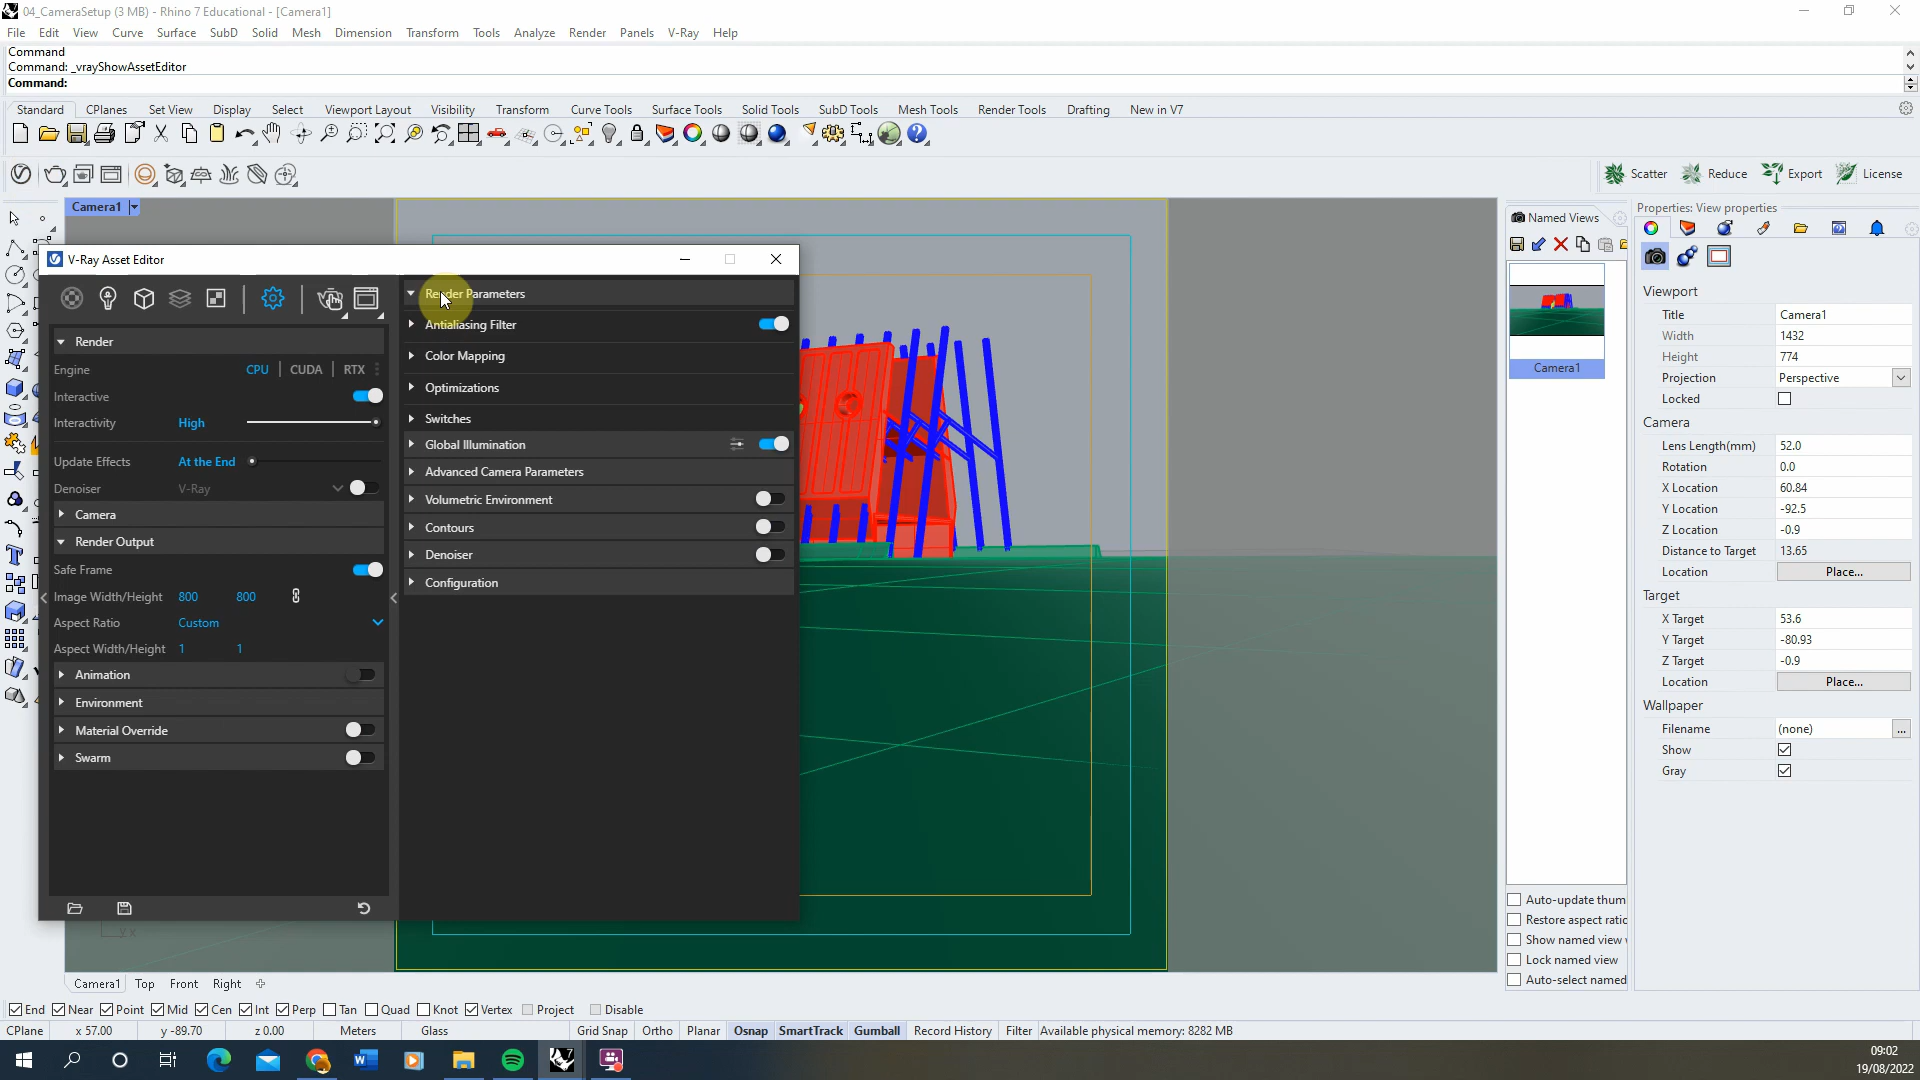 04_CameraSetup (3 MB) - Rhino 7 Educational - [Camera1]
File Edit View Curve Surface SubD Solid Mesh Dimension Transform Tools Analyze Render Panels V-Ray Help
Command
Command: _vrayShowAssetEditor
Command:
Standard CPlanes Set View Display Select Viewport Layout Visibility Transform Curve Tools Surface Tools Solid Tools SubD Tools Mesh Tools Render Tools Drafting New in V7
Scatter Reduce Export License
Camera1
V-Ray Asset Editor
Render
Engine CPU CUDA RTX
Interactive
Interactivity High
Update Effects At the End
Denoiser V-Ray
Camera
Render Output
Safe Frame
Image Width/Height 800 800
Aspect Ratio Custom
Aspect Width/Height 1 1
Animation
Environment
Material Override
Swarm
Render Parameters
Antialiasing Filter
Color Mapping
Optimizations
Switches
Global Illumination
Advanced Camera Parameters
Volumetric Environment
Contours
Denoiser
Configuration
Named Views
Camera1
Auto-update thum
Restore aspect ratio
Show named view
Lock named view
Auto-select named
Properties: View properties
Viewport
Title Camera1
Width 1432
Height 774
Projection Perspective
Locked
Camera
Lens Length(mm) 52.0
Rotation 0.0
X Location 60.84
Y Location -92.5
Z Location -0.9
Distance to Target 13.65
Location Place...
Target
X Target 53.6
Y Target -80.93
Z Target -0.9
Location Place...
Wallpaper
Filename (none) ...
Show
Gray
Camera1 Top Front Right
End Near Point Mid Cen Int Perp Tan Quad Knot Vertex Project Disable
CPlane x 57.00 y -89.70 z 0.00 Meters Glass Grid Snap Ortho Planar Osnap SmartTrack Gumball Record History Filter Available physical memory: 8282 MB
09:02
19/08/2022